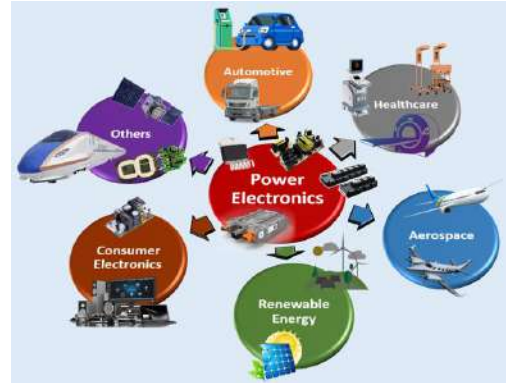 Automotive
Healthcare
Others
Power
Electronics
Aerospace
Consumer
Electronics
Renewable
Energy